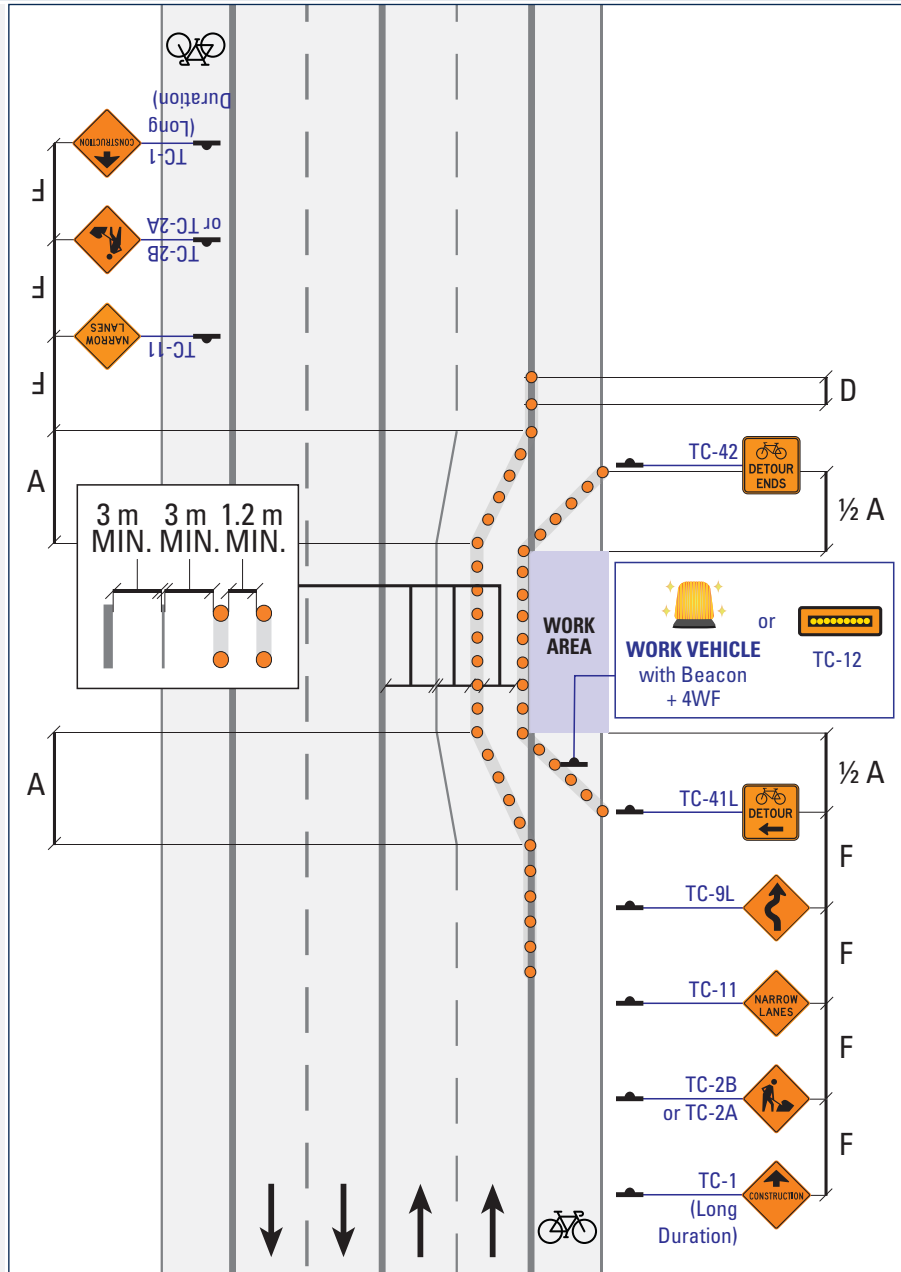 TC-1
(Long
Duration)
CONSTRUCTION
F
TC-2B
or TC-2A
F
TC-11
NARROW
LANES
F
A
3 m
MIN.
3 m
MIN.
1.2 m
MIN.
A
D
TC-42
DETOUR
ENDS
½ A
WORK
AREA
WORK VEHICLE
with Beacon
+ 4WF
or
TC-12
½ A
TC-41L
DETOUR
F
TC-9L
F
TC-11
NARROW
LANES
F
TC-2B
or TC-2A
F
TC-1
(Long
Duration)
CONSTRUCTION